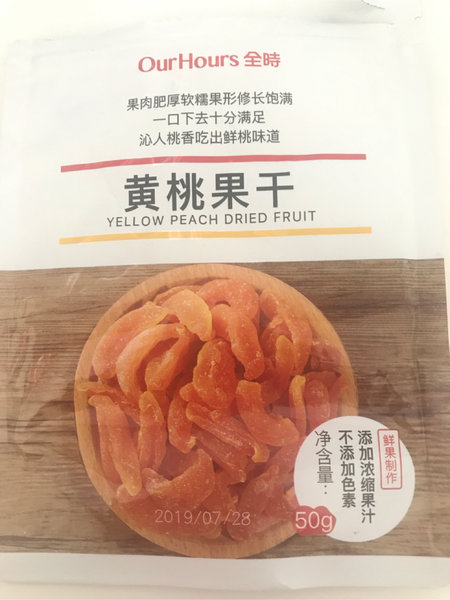 OurHours 全時
果肉肥厚软糯果形修长饱满
一口下去十分满足
沁人桃香吃出鲜桃味道
黄桃果干
YELLOW PEACH DRIED FRUIT
鲜果制作
添加浓缩果汁
不添加色素
净含量:
50g
2019/07/28